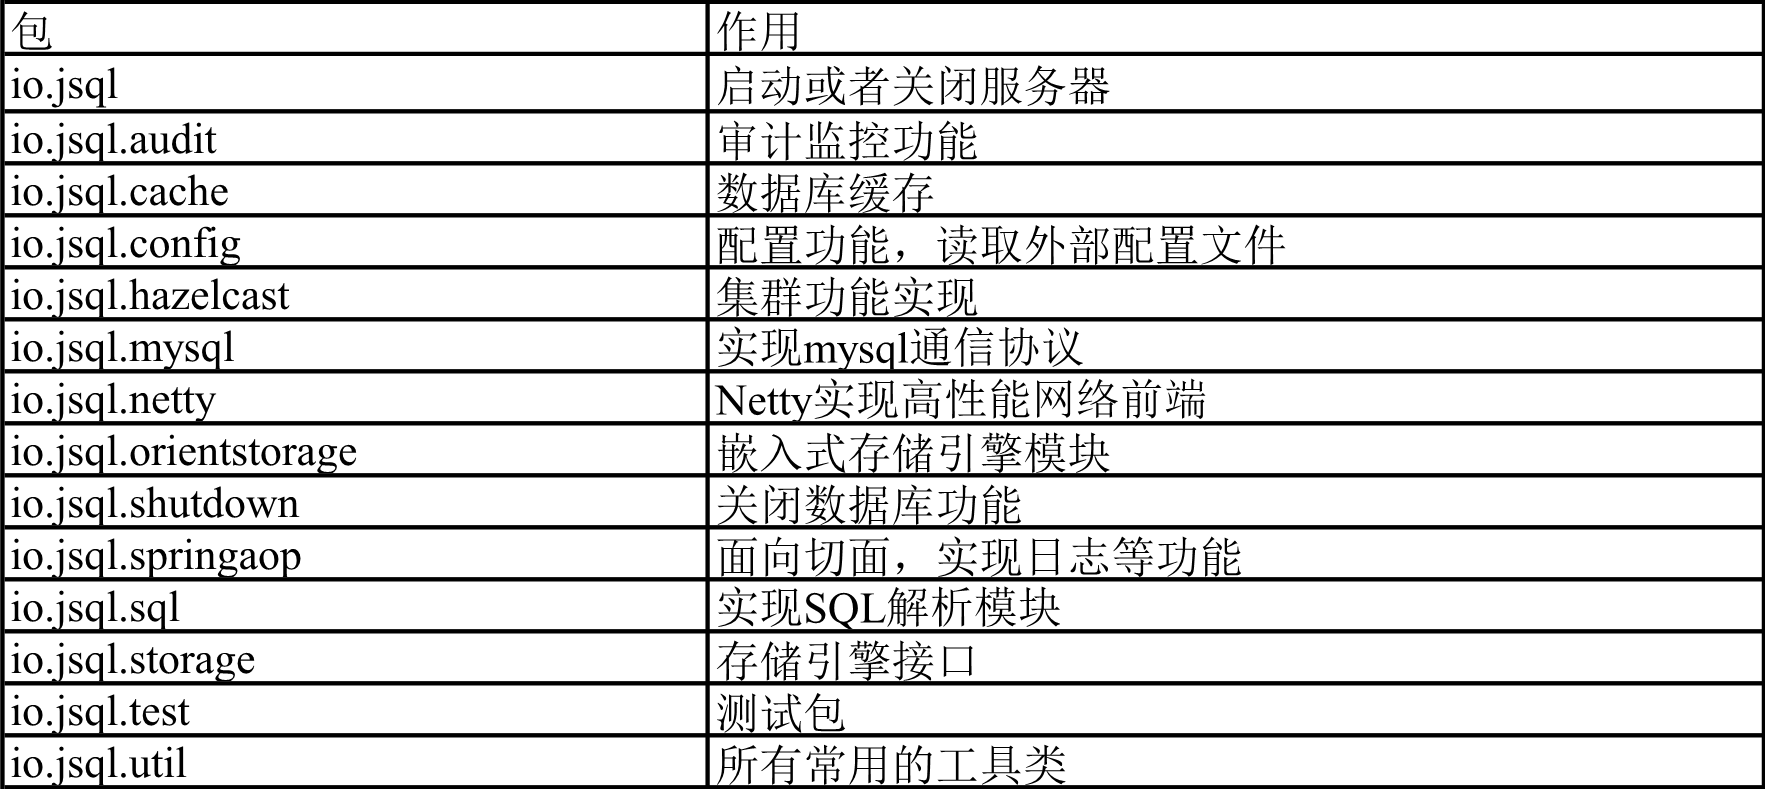 包 作用
io.jsql 启动或者关闭服务器
io.jsql.audit 审计监控功能
io.jsql.cache 数据库缓存
io.jsql.config 配置功能，读取外部配置文件
io.jsql.hazelcast 集群功能实现
io.jsql.mysql 实现mysql通信协议
io.jsql.netty Netty实现高性能网络前端
io.jsql.orientstorage 嵌入式存储引擎模块
io.jsql.shutdown 关闭数据库功能
io.jsql.springaop 面向切面，实现日志等功能
io.jsql.sql 实现SQL解析模块
io.jsql.storage 存储引擎接口
io.jsql.test 测试包
io.jsql.util 所有常用的工具类